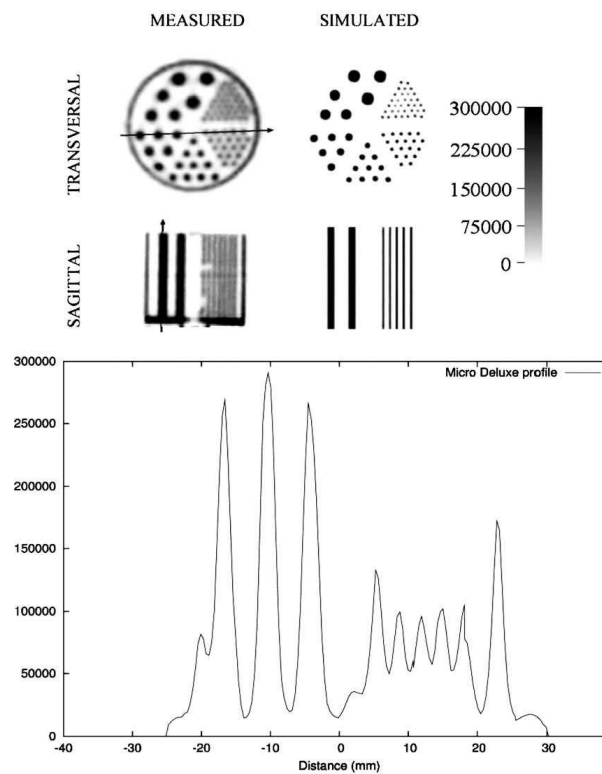 MEASURED SIMULATED
TRANSVERSAL
300000
225000
150000
75000
0
SAGITTAL
300000
Micro Deluxe profile
250000
200000
150000
100000
50000
0
-40 -30 -20 -10 0 10 20 30
Distance (mm)